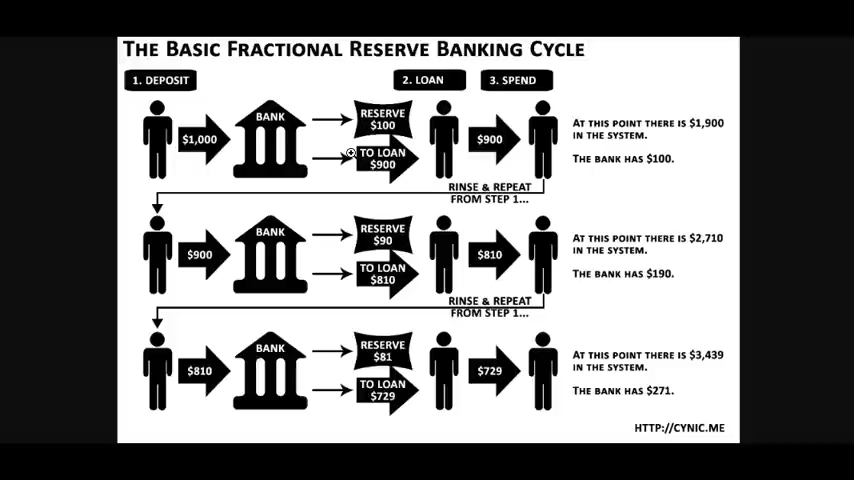 THE BASIC FRACTIONAL RESERVE BANKING CYCLE
1. DEPOSIT
2. LOAN
3. SPEND
$1,000
BANK
RESERVE
$100
TO LOAN
$900
$900
AT THIS POINT THERE IS $1,900
IN THE SYSTEM.
THE BANK HAS $100.
RINSE & REPEAT
FROM STEP 1...
$900
BANK
RESERVE
$90
TO LOAN
$810
$810
AT THIS POINT THERE IS $2,710
IN THE SYSTEM.
THE BANK HAS $190.
RINSE & REPEAT
FROM STEP 1...
$810
BANK
RESERVE
$81
TO LOAN
$729
$729
AT THIS POINT THERE IS $3,439
IN THE SYSTEM.
THE BANK HAS $271.
HTTP://CYNIC.ME